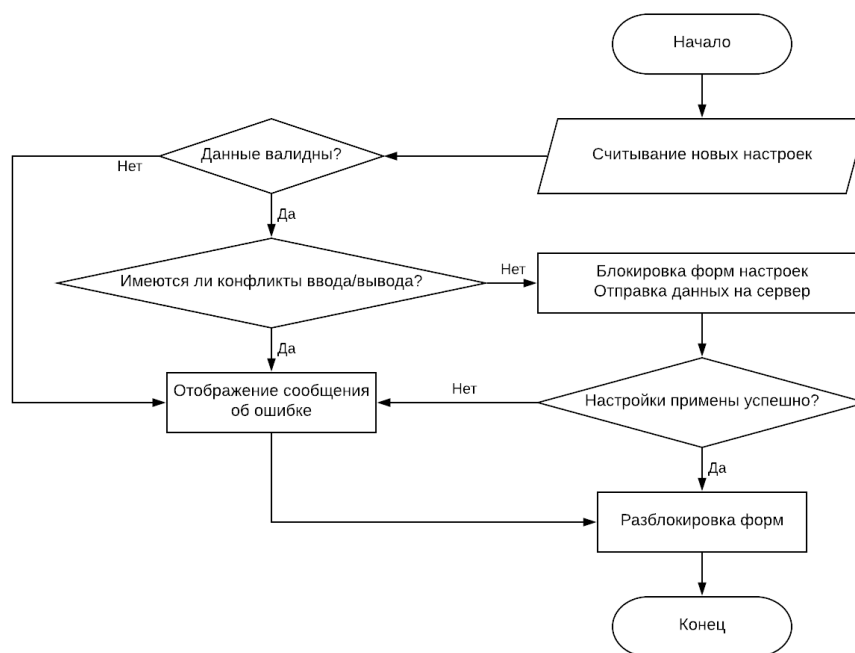 Начало
Считывание новых настроек
Данные валидны?
Нет
Да
Имеются ли конфликты ввода/вывода?
Нет
Блокировка форм настроек
Отправка данных на сервер
Да
Отображение сообщения
об ошибке
Нет
Настройки примены успешно?
Да
Разблокировка форм
Конец